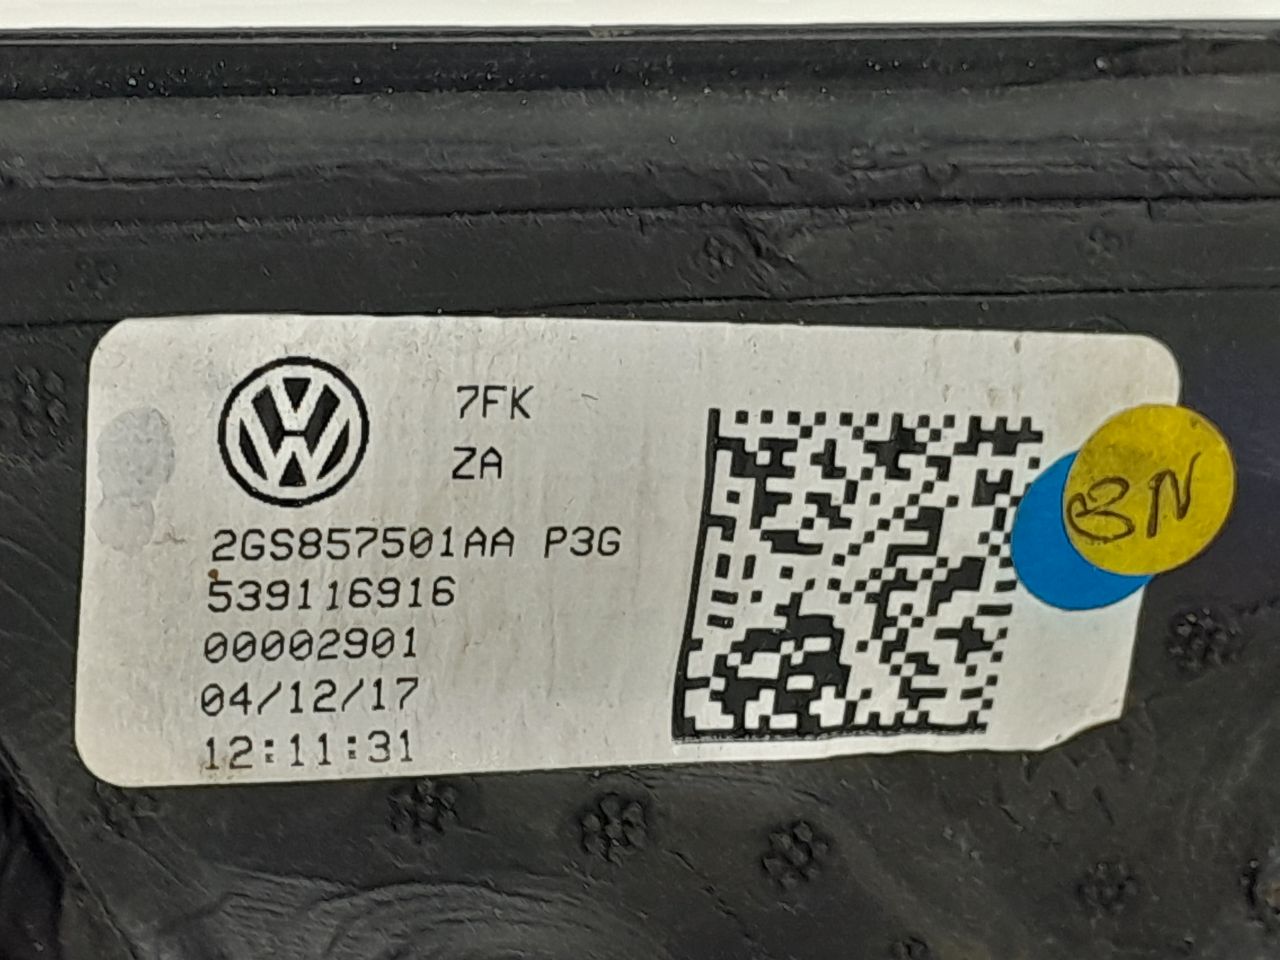 7FK
ZA
2GS857501AA P3G
539116916
00002901
04/12/17
12:11:31
BN